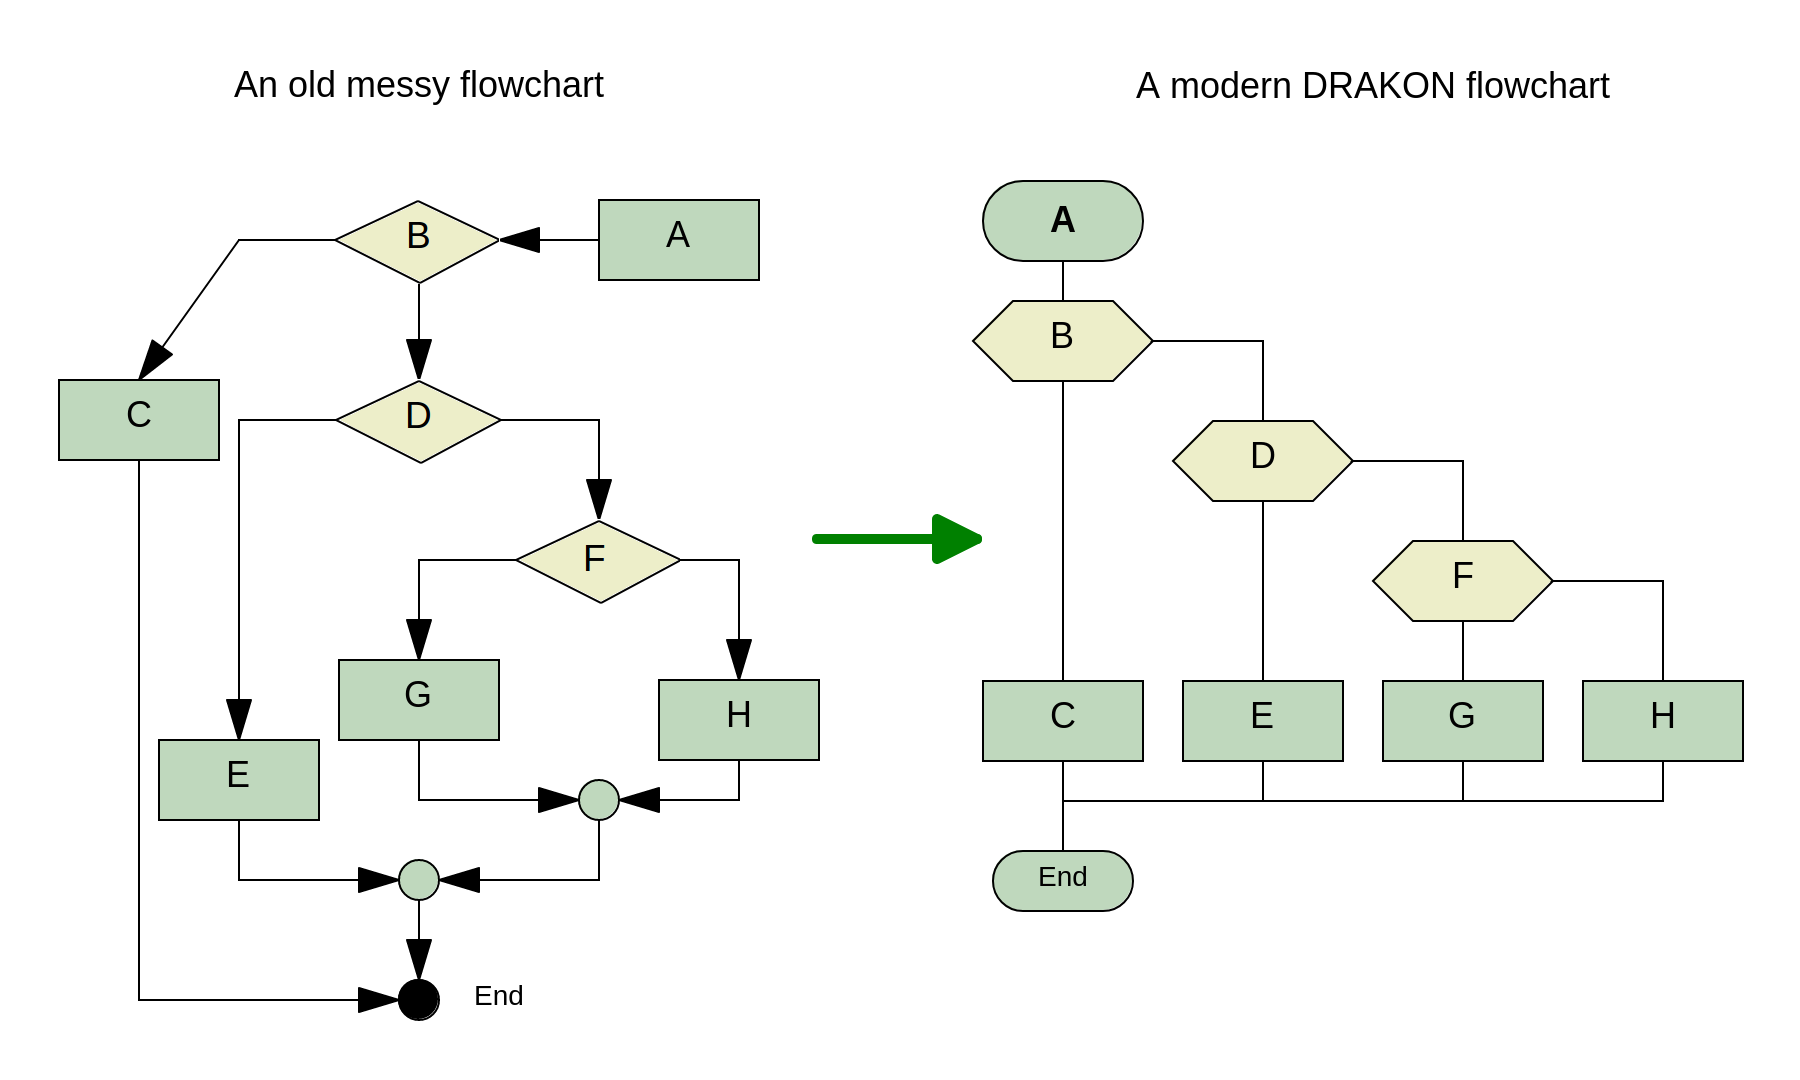 An old messy flowchart
B
A
C
D
F
G
H
E
End
A modern DRAKON flowchart
A
B
D
F
C
E
G
H
End